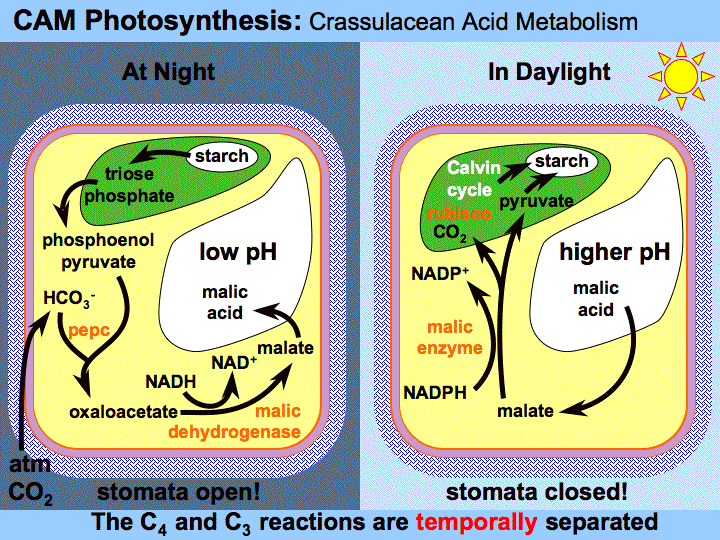 CAM Photosynthesis: Crassulacean Acid Metabolism
At Night
starch
triose
phosphate
phosphoenol
pyruvate
HCO₃⁻
pepc
low pH
malic
acid
malate
NAD⁺
NADH
oxaloacetate
malic
dehydrogenase
atm
CO₂
stomata open!
In Daylight
Calvin
cycle
starch
rubisco
pyruvate
CO₂
NADP⁺
higher pH
malic
acid
malic
enzyme
NADPH
malate
stomata closed!
The C₄ and C₃ reactions are temporally separated